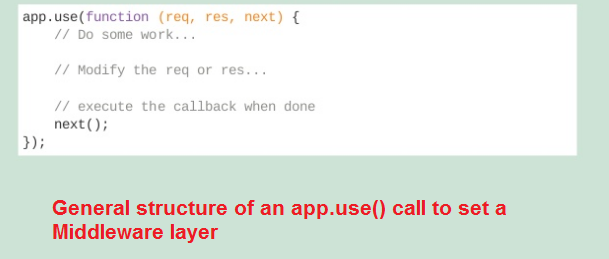 app.use(function (req, res, next) {
// Do some work...
// Modify the req or res...
// execute the callback when done
next();
});
General structure of an app.use() call to set a
Middleware layer